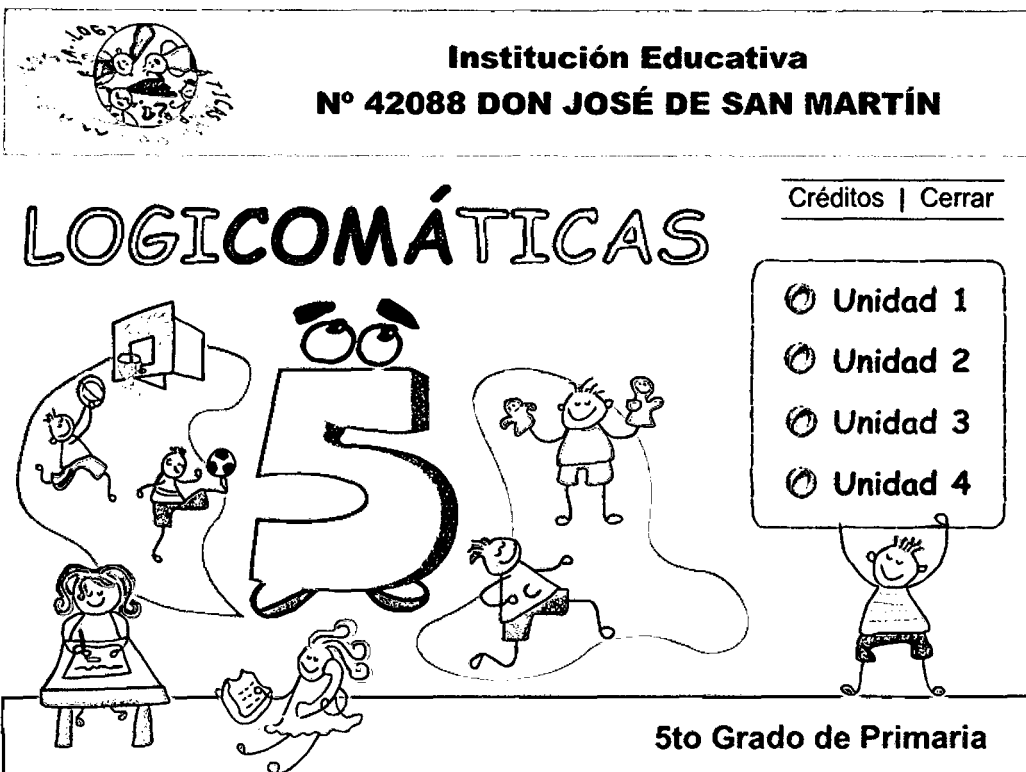 Institución Educativa
Nº 42088 DON JOSÉ DE SAN MARTÍN
Créditos | Cerrar
LOGICOMÁTICAS
Unidad 1
Unidad 2
Unidad 3
Unidad 4
5
5to Grado de Primaria